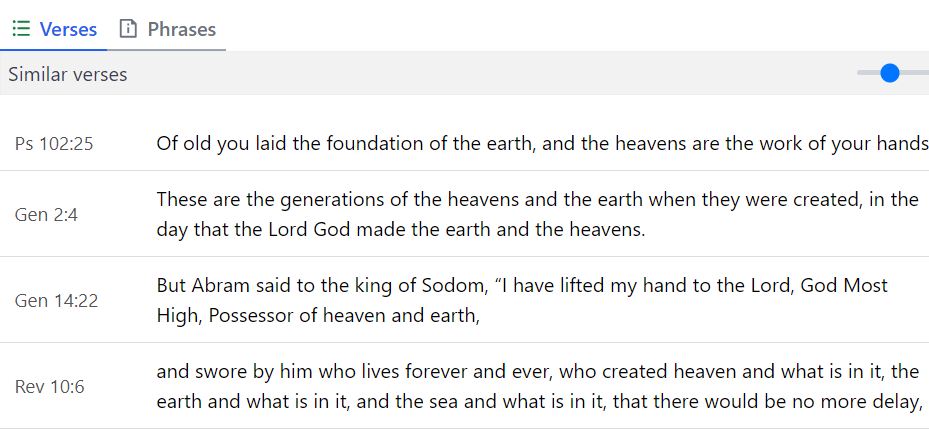 Verses Phrases
Similar verses
Ps 102:25 Of old you laid the foundation of the earth, and the heavens are the work of your hands
Gen 2:4 These are the generations of the heavens and the earth when they were created, in the
day that the Lord God made the earth and the heavens.
Gen 14:22 But Abram said to the king of Sodom, “I have lifted my hand to the Lord, God Most
High, Possessor of heaven and earth,
Rev 10:6 and swore by him who lives forever and ever, who created heaven and what is in it, the
earth and what is in it, and the sea and what is in it, that there would be no more delay,